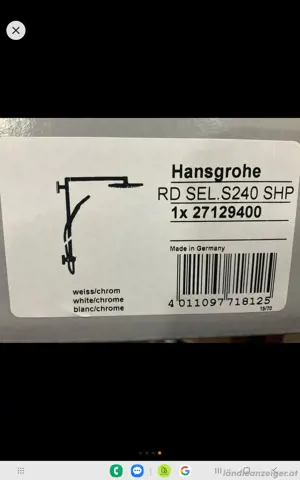 Hansgrohe
RD SEL.S240 SHP
1x 27129400
Made in Germany
weiss/chrom
white/chrome
blanc/chrome
4 011097 718125
ländleanzeiger.at